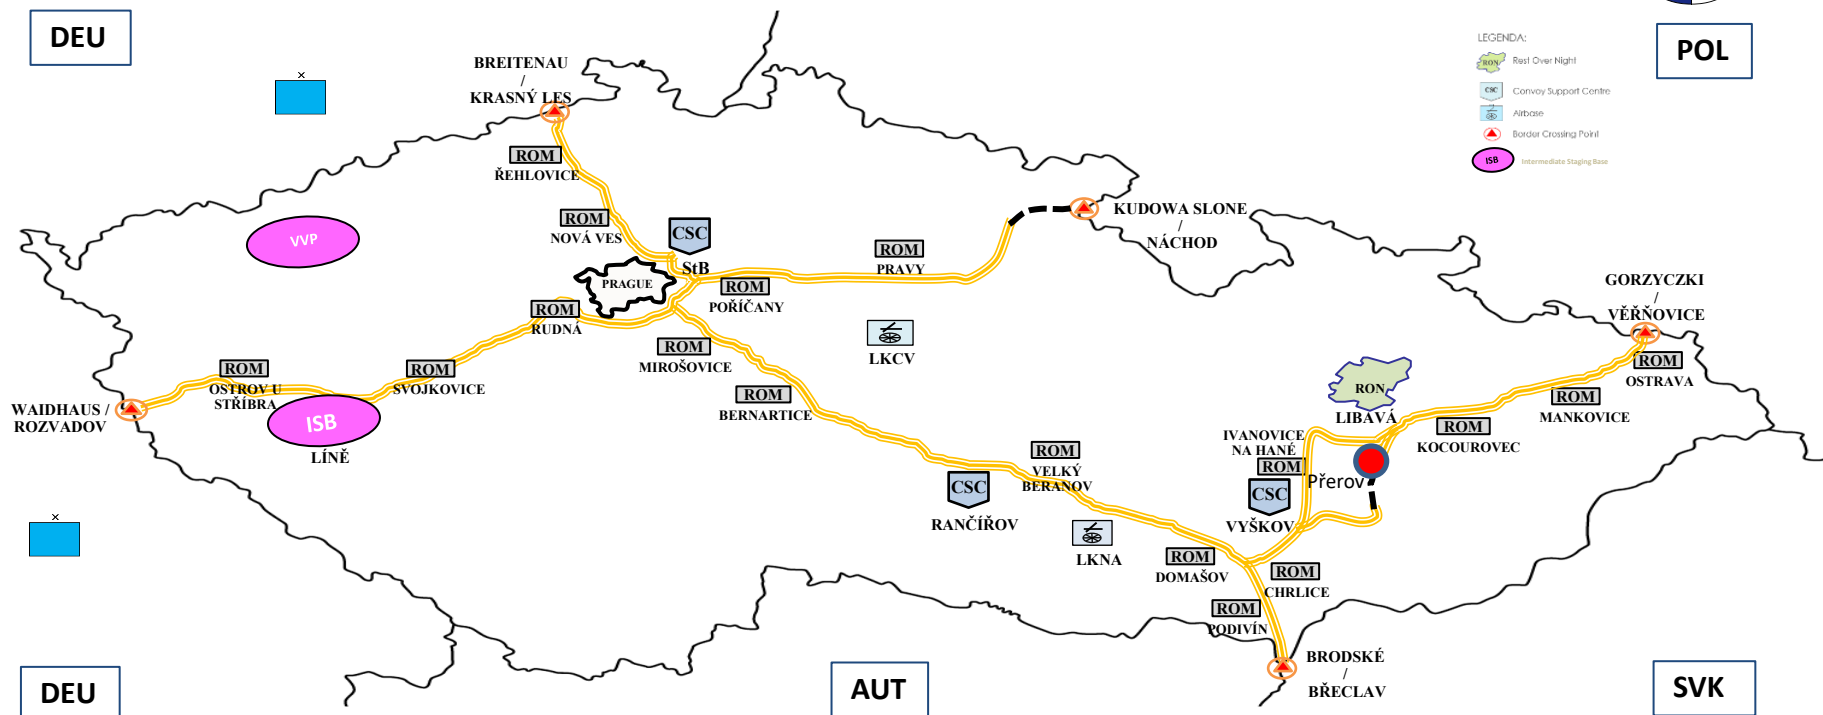 DEU
POL
LEGENDA:
RON
Rest Over Night
CSC
Convoy Support Centre
Airbase
Border Crossing Point
ISB
Intermediate Staging Base
x
BREITENAU
/
KRASNÝ LES
ROM
ŘEHLOVICE
ROM
NOVÁ VES
CSC
StB
PRAGUE
ROM
POŘÍČANY
ROM
PRAVY
KUDOWA SLONE
/
NÁCHOD
GORZYCZKI
/
VĚŘŇOVICE
VVP
ROM
RUDNÁ
ROM
MIROŠOVICE
LKCV
ROM
OSTROV U
STŘÍBRA
ROM
SVOJKOVICE
WAIDHAUS /
ROZVADOV
ISB
LÍNĚ
ROM
BERNARTICE
RON
LIBAVÁ
ROM
OSTRAVA
ROM
MANKOVICE
ROM
KOCOUROVEC
IVANOVICE
NA HANÉ
ROM
Přerov
ROM
VELKÝ
BERANOV
CSC
RANČÍŘOV
CSC
VYŠKOV
LKNA
ROM
DOMAŠOV
ROM
CHRLICE
ROM
PODIVÍN
x
BRODSKÉ
/
BŘECLAV
DEU
AUT
SVK